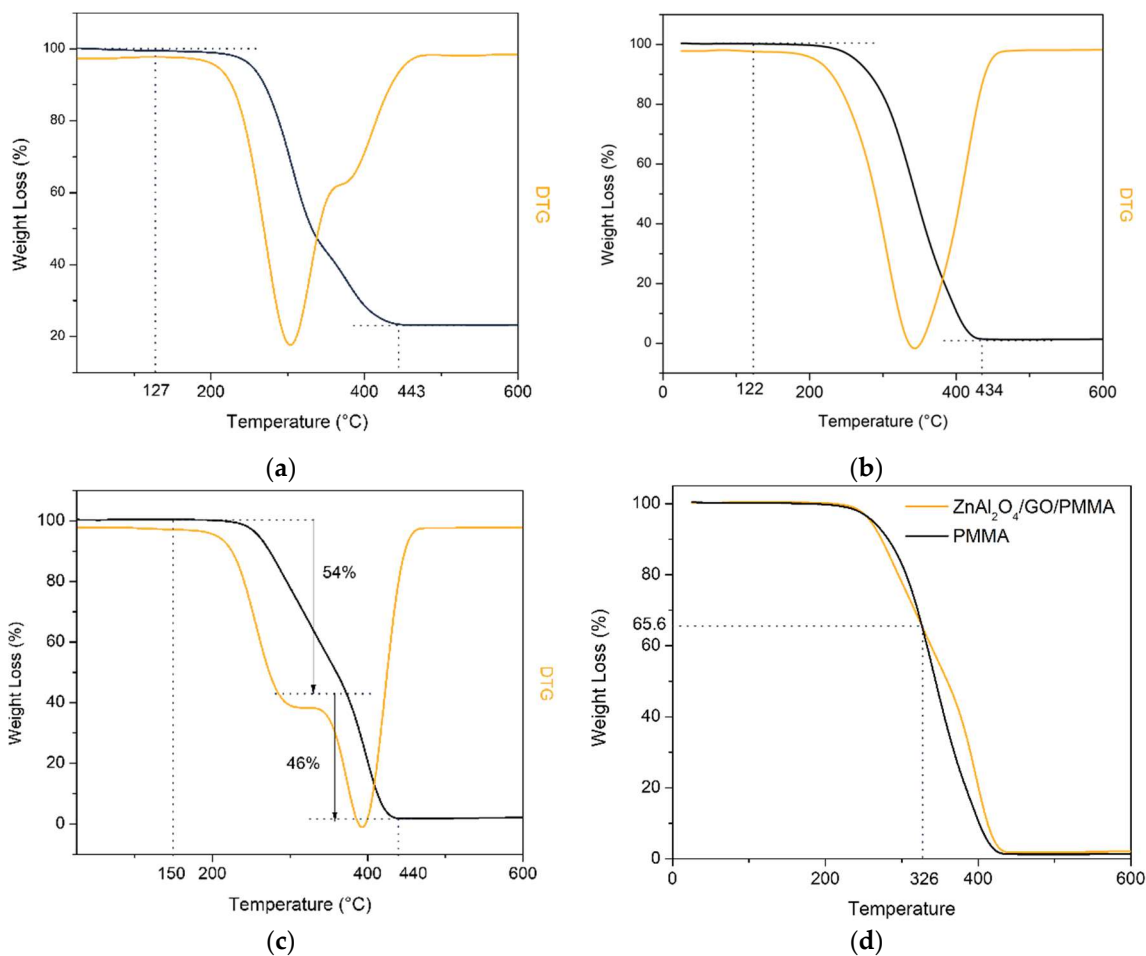 100
80
60
40
20
Weight Loss (%)
DTG
127
200
400
443
600
Temperature (°C)
(a)
100
80
60
40
20
0
Weight Loss (%)
DTG
0
122
200
400
434
600
Temperature (°C)
(b)
100
80
60
40
20
0
Weight Loss (%)
54%
46%
DTG
150
200
400
440
600
Temperature (°C)
(c)
100
80
65.6
60
40
20
0
Weight Loss (%)
ZnAl₂O₄/GO/PMMA
PMMA
0
200
326
400
600
Temperature
(d)